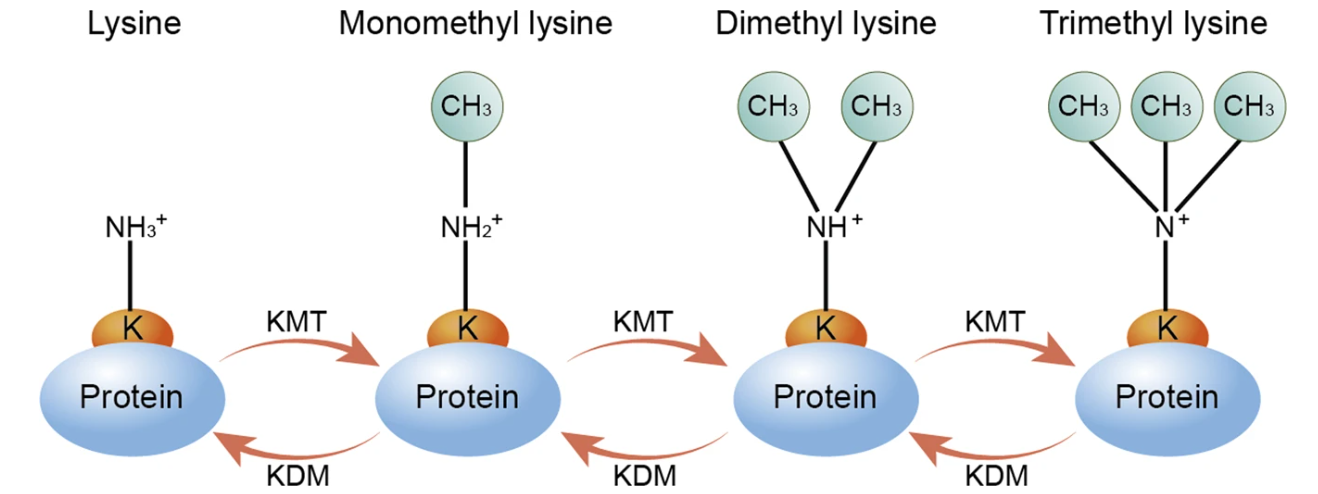 Lysine Monomethyl lysine Dimethyl lysine Trimethyl lysine
CH₃ CH₃ CH₃ CH₃ CH₃ CH₃
NH₃⁺ NH₂⁺ NH⁺ N⁺
K KMT K KMT K KMT K
Protein Protein Protein Protein
KDM KDM KDM